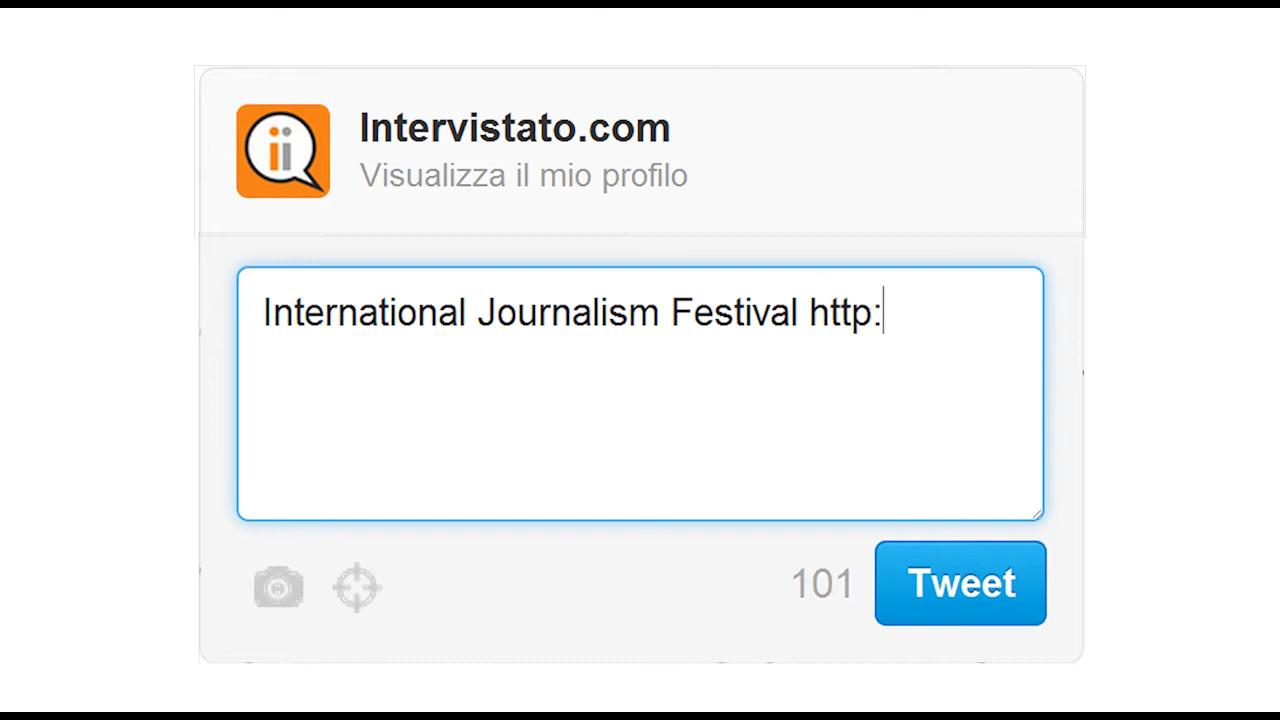 Intervistato.com
Visualizza il mio profilo
International Journalism Festival http:
101
Tweet